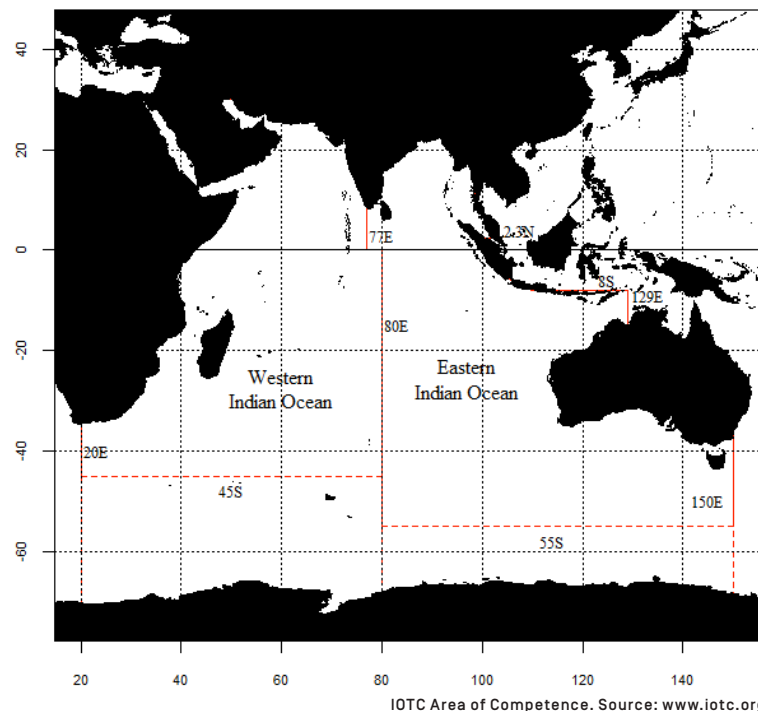 40
20
0
-20
-40
-60
77E
2.3N
8S
129E
80E
Western
Indian Ocean
Eastern
Indian Ocean
20E
45S
150E
55S
20 40 60 80 100 120 140
IOTC Area of Competence. Source: www.iotc.org